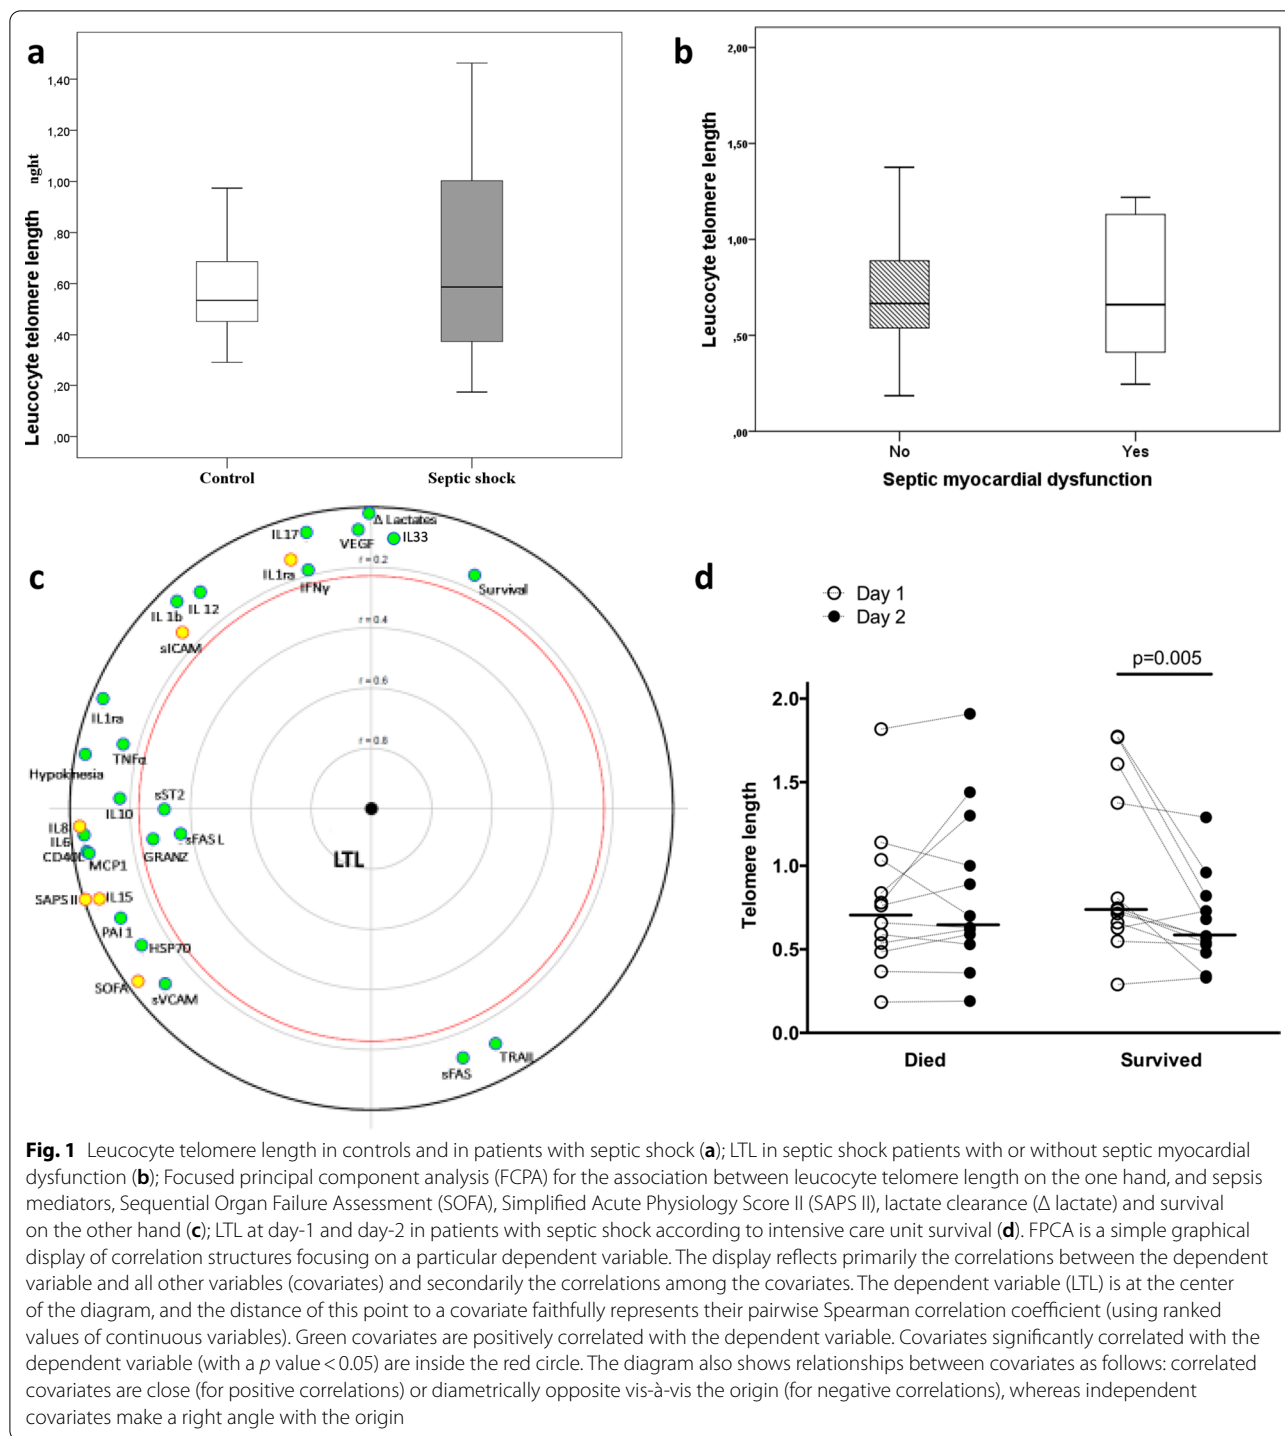 a
1,40
1,20
1,00
,80
,60
,40
,20
,00
Leucocyte telomere length
nght
Control
Septic shock
b
2,00
1,50
1,00
,50
,00
Leucocyte telomere length
No
Yes
Septic myocardial dysfunction
c
Δ Lactates
IL17
VEGF
IL33
IL1ra
IFNγ
r = 0.2
Survival
IL 1b
IL 12
sICAM
r = 0.4
r = 0.6
r = 0.8
IL1ra
TNFα
Hypokinesia
sST2
IL10
IL8
IL6
sFAS L
CD40L
MCP1
GRANZ
LTL
SAPS II
IL15
PAI 1
HSP70
SOFA
sVCAM
TRAIL
sFAS
d
Day 1
Day 2
p=0.005
2.0
1.5
1.0
0.5
0.0
Telomere length
Died
Survived
Fig. 1 Leucocyte telomere length in controls and in patients with septic shock (a); LTL in septic shock patients with or without septic myocardial
dysfunction (b); Focused principal component analysis (FCPA) for the association between leucocyte telomere length on the one hand, and sepsis
mediators, Sequential Organ Failure Assessment (SOFA), Simplified Acute Physiology Score II (SAPS II), lactate clearance (Δ lactate) and survival
on the other hand (c); LTL at day-1 and day-2 in patients with septic shock according to intensive care unit survival (d). FPCA is a simple graphical
display of correlation structures focusing on a particular dependent variable. The display reflects primarily the correlations between the dependent
variable and all other variables (covariates) and secondarily the correlations among the covariates. The dependent variable (LTL) is at the center
of the diagram, and the distance of this point to a covariate faithfully represents their pairwise Spearman correlation coefficient (using ranked
values of continuous variables). Green covariates are positively correlated with the dependent variable. Covariates significantly correlated with the
dependent variable (with a p value < 0.05) are inside the red circle. The diagram also shows relationships between covariates as follows: correlated
covariates are close (for positive correlations) or diametrically opposite vis-à-vis the origin (for negative correlations), whereas independent
covariates make a right angle with the origin